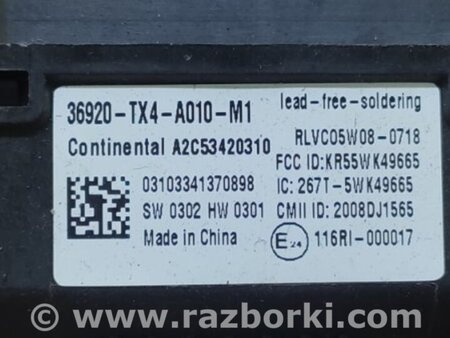 36920-TX4-A010-M1
lead-free-soldering
Continental A2C53420310
RLVC05W08-0718
FCC ID:KR55WK49665
03103341370898
IC: 267T-5WK49665
SW 0302 HW 0301
CMII ID: 2008DJ1565
Made in China
E24
116RI-000017
© www.razborki.com